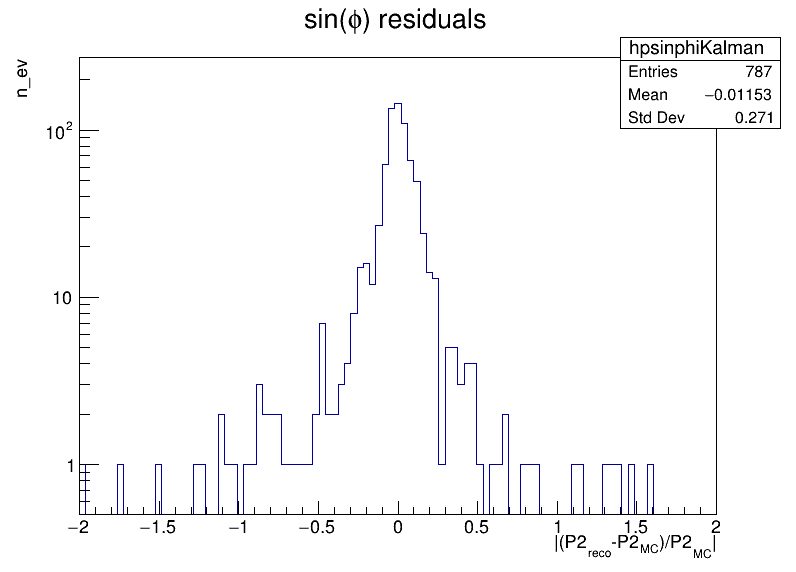 sin(ϕ) residuals
hpsinphiKalman
Entries 787
Mean −0.01153
Std Dev 0.271
n_ev
10²
10
1
−2 −1.5 −1 −0.5 0 0.5 1 1.5 2
|(P2reco-P2MC)/P2MC|